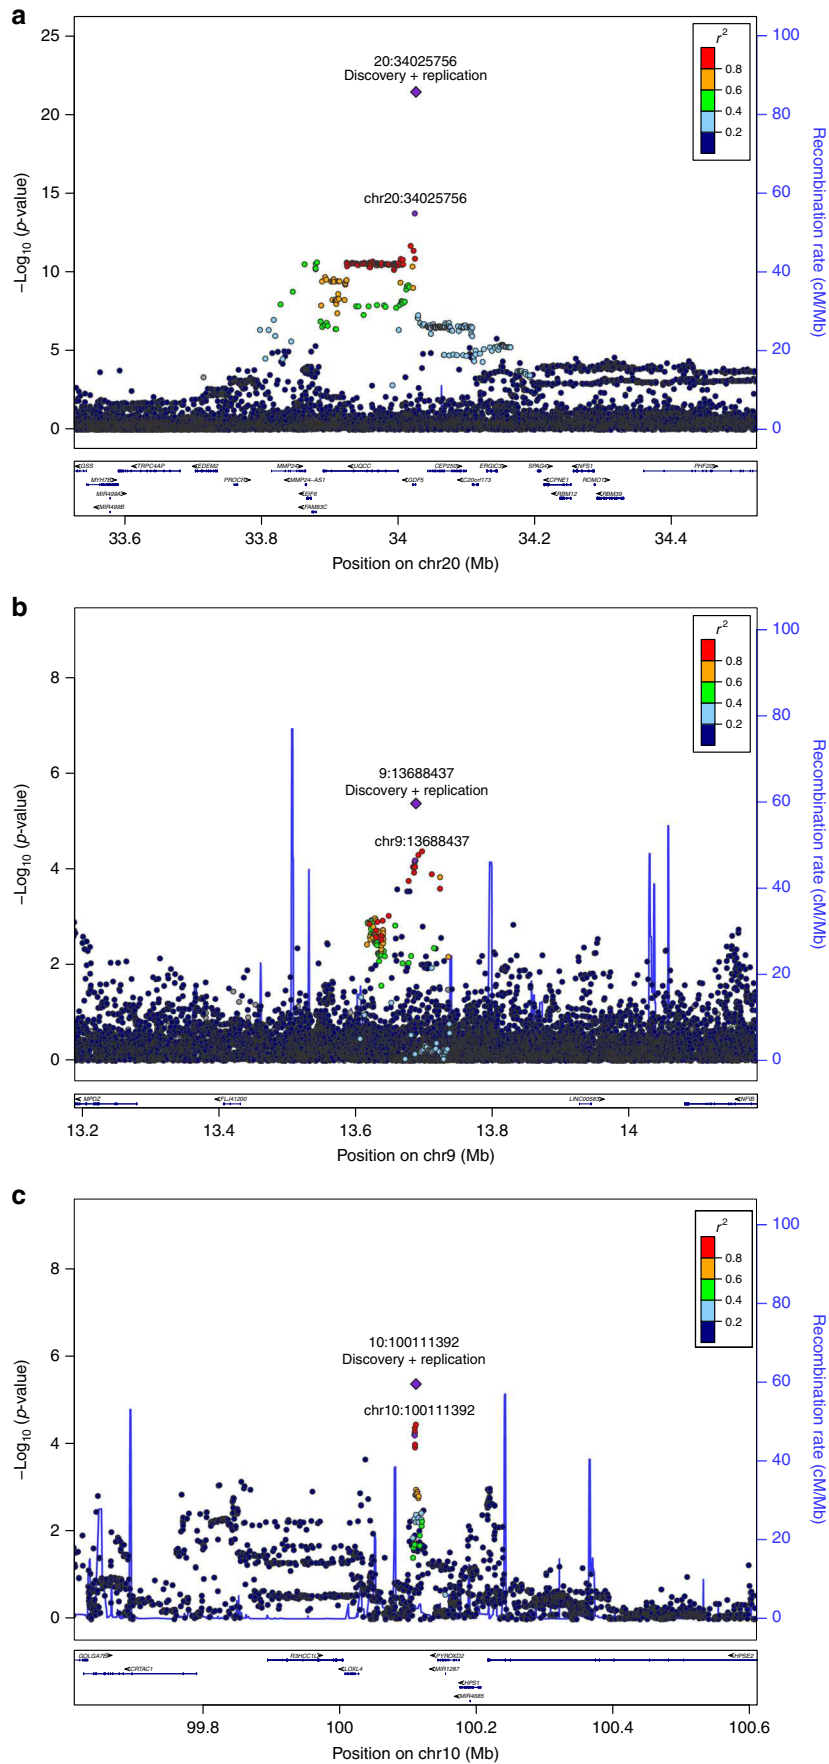 a
25
20
15
10
5
0
−Log10 (p-value)
20:34025756
Discovery + replication
chr20:34025756
r2
0.8
0.6
0.4
0.2
100
80
60
40
20
0
Recombination rate (cM/Mb)
GSS
TRPC4AP
EDEM2
MMP24
UQCC
CEP250
ERGIC3
SPAG4
NFS1
PHF20
MYH7B
PROCR
MMP24−AS1
GDF5
C20orf173
CPNE1
ROMO1
MIR499A
EIF6
RBM12
RBM39
MIR499B
FAM83C
33.6
33.8
34
34.2
34.4
Position on chr20 (Mb)
b
8
6
4
2
0
−Log10 (p-value)
9:13688437
Discovery + replication
chr9:13688437
r2
0.8
0.6
0.4
0.2
100
80
60
40
20
0
Recombination rate (cM/Mb)
MPDZ
FLJ41200
LINC00583
NFIB
13.2
13.4
13.6
13.8
14
Position on chr9 (Mb)
c
8
6
4
2
0
−Log10 (p-value)
10:100111392
Discovery + replication
chr10:100111392
r2
0.8
0.6
0.4
0.2
100
80
60
40
20
0
Recombination rate (cM/Mb)
GOLGA7B
R3HCC1L
PYROXD2
HPSE2
CRTAC1
LOXL4
MIR1287
HPS1
MIR4685
99.8
100
100.2
100.4
100.6
Position on chr10 (Mb)